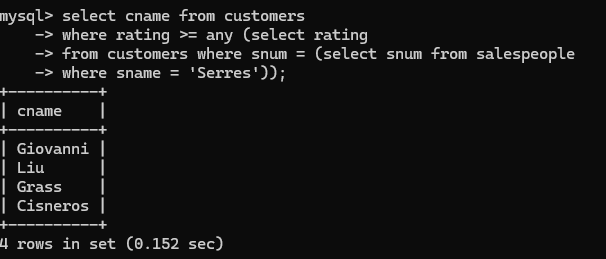 mysql> select cname from customers
    -> where rating >= any (select rating
    -> from customers where snum = (select snum from salespeople
    -> where sname = 'Serres'));
+----------+
| cname    |
+----------+
| Giovanni |
| Liu      |
| Grass    |
| Cisneros |
+----------+
4 rows in set (0.152 sec)